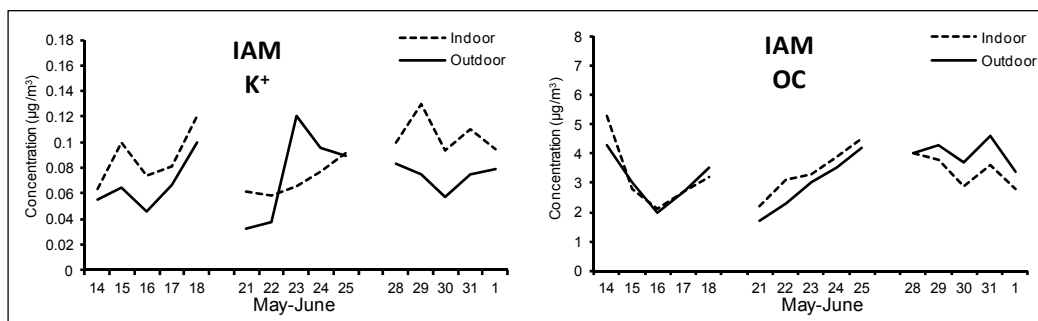 IAM
K⁺
Indoor
Outdoor
Concentration (µg/m³)
0.18
0.16
0.14
0.12
0.1
0.08
0.06
0.04
0.02
0
14 15 16 17 18 21 22 23 24 25 28 29 30 31 1
May-June
IAM
OC
Indoor
Outdoor
Concentration (µg/m³)
8
7
6
5
4
3
2
1
0
14 15 16 17 18 21 22 23 24 25 28 29 30 31 1
May-June